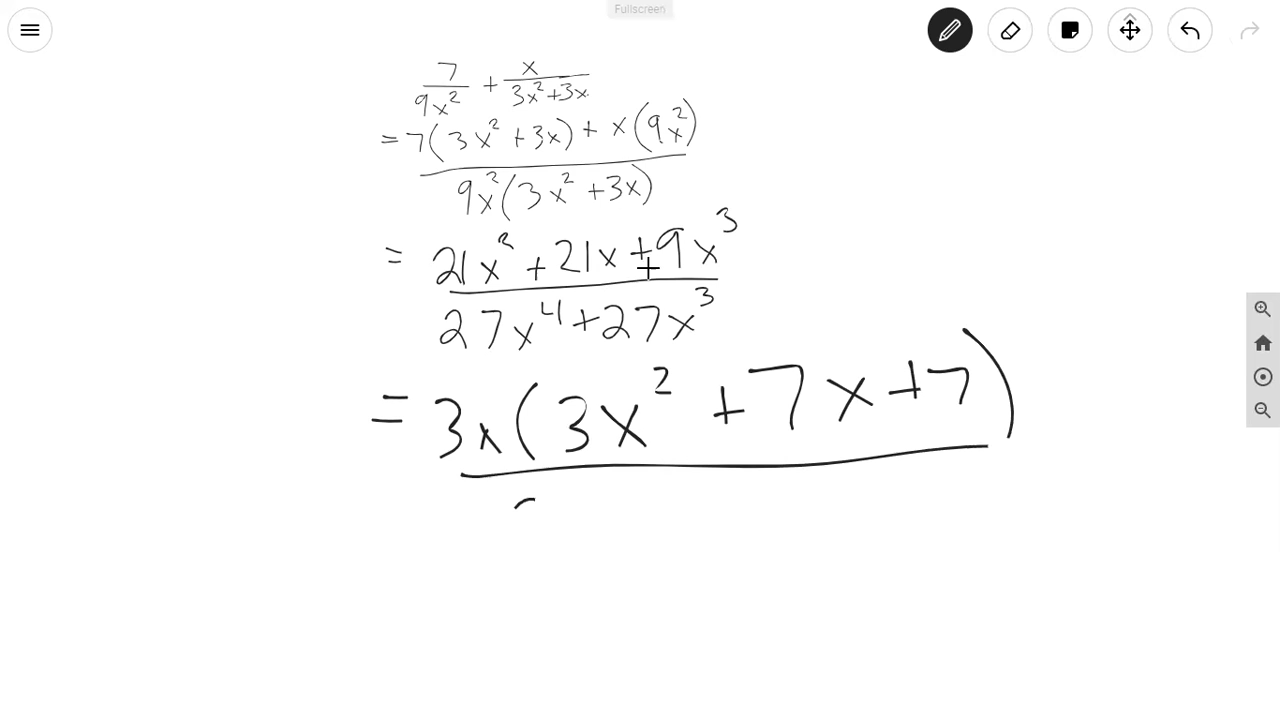 Fullscreen
7/(9x²) + x/(3x²+3x)
= (7(3x² + 3x) + x(9x²))/(9x²(3x² + 3x))
= (21x² + 21x + 9x³)/(27x⁴ + 27x³)
= 3x(3x² + 7x + 7)